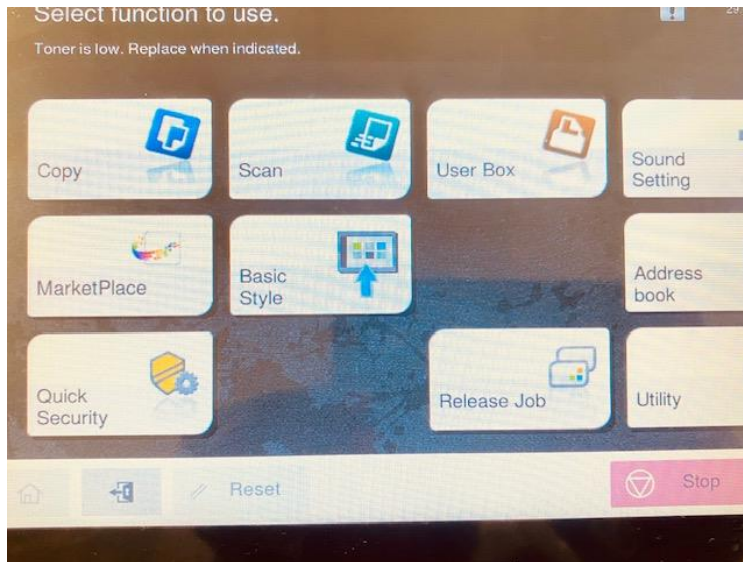 Select function to use.
29
Toner is low. Replace when indicated.
Copy
Scan
User Box
Sound
Setting
MarketPlace
Basic
Style
Address
book
Quick
Security
Release Job
Utility
Reset
Stop